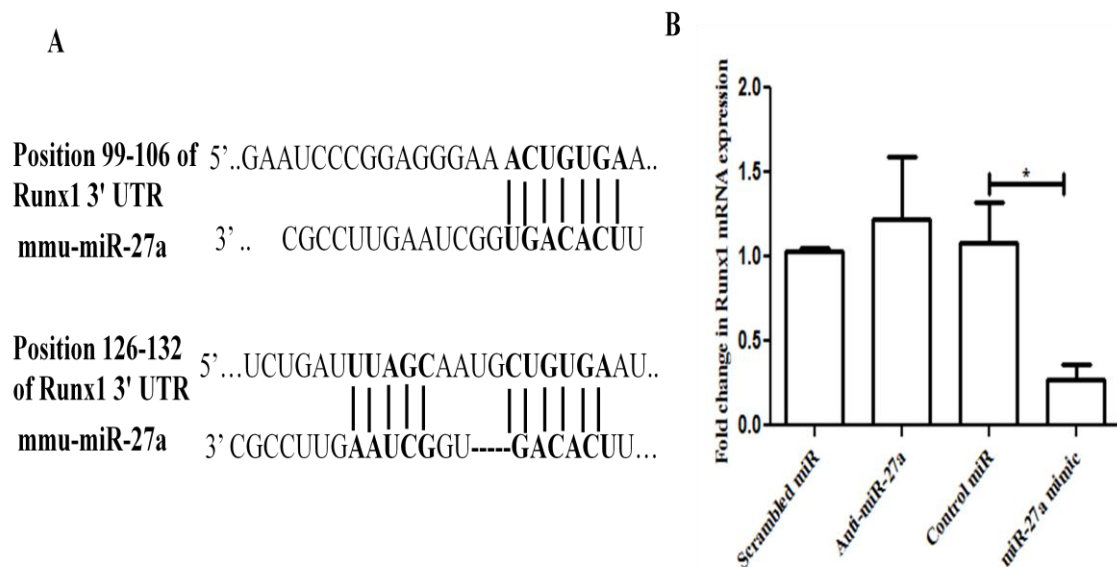 A
Position 99-106 of
Runx1 3' UTR
5’..GAAUCCCGGAGGGAA ACUGUGAA..
mmu-miR-27a
3’ .. CGCCUUGAAUCGGUGACACUU
Position 126-132
of Runx1 3' UTR
5’…UCUGAUUUAGCAAUGCUGUGAAU..
mmu-miR-27a
3’ CGCCUUGAAUCGGU-----GACACUU…
B
Fold change in Runx1 mRNA expression
2.0
1.5
1.0
0.5
0.0
*
Scrambled miR
Anti-miR-27a
Control miR
miR-27a mimic